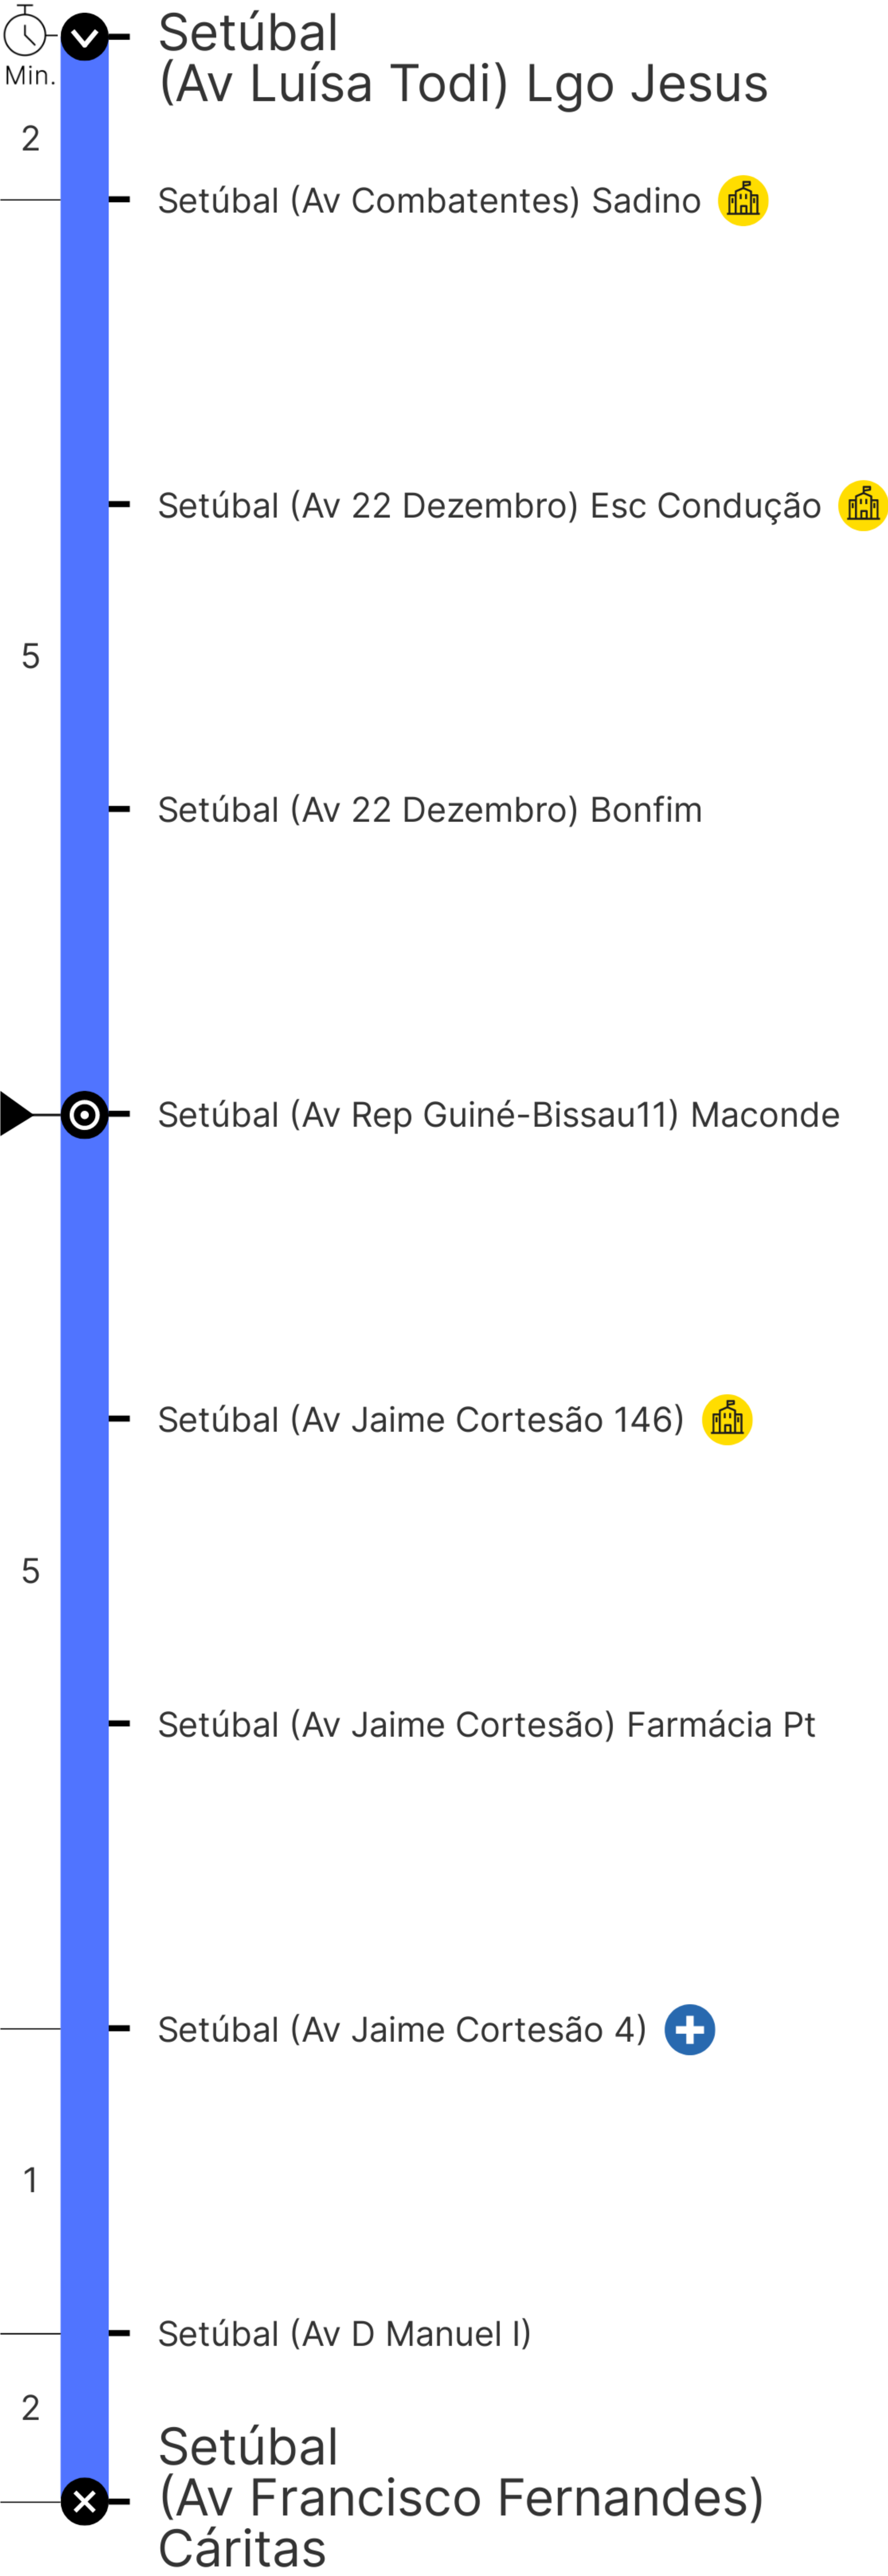 Min.
Setúbal
(Av Luísa Todi) Lgo Jesus
2
Setúbal (Av Combatentes) Sadino
Setúbal (Av 22 Dezembro) Esc Condução
5
Setúbal (Av 22 Dezembro) Bonfim
Setúbal (Av Rep Guiné-Bissau11) Maconde
Setúbal (Av Jaime Cortesão 146)
5
Setúbal (Av Jaime Cortesão) Farmácia Pt
Setúbal (Av Jaime Cortesão 4)
1
Setúbal (Av D Manuel I)
2
Setúbal
(Av Francisco Fernandes)
Cáritas